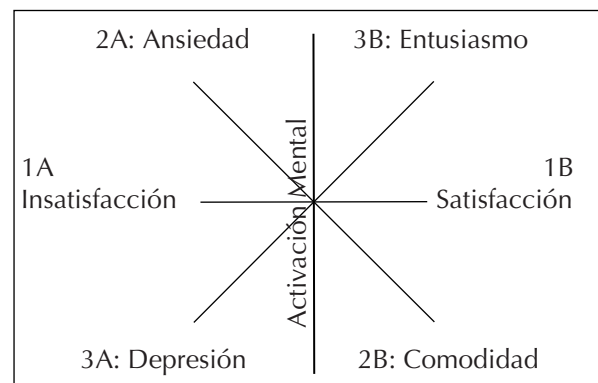 2A: Ansiedad
3B: Entusiasmo
Activación Mental
1A
Insatisfacción
1B
Satisfacción
3A: Depresión
2B: Comodidad